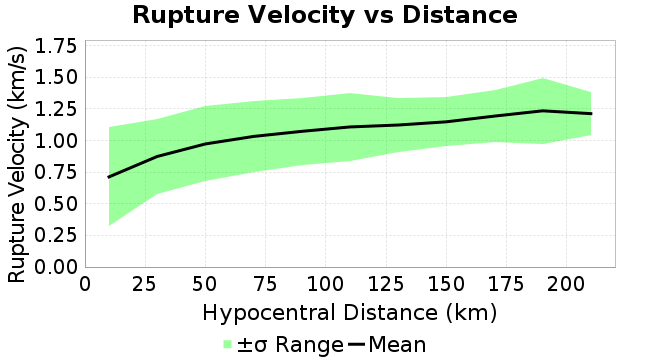 Rupture Velocity vs Distance
Rupture Velocity (km/s)
1.75
1.50
1.25
1.00
0.75
0.50
0.25
0.00
0 25 50 75 100 125 150 175 200
Hypocentral Distance (km)
±σ Range Mean